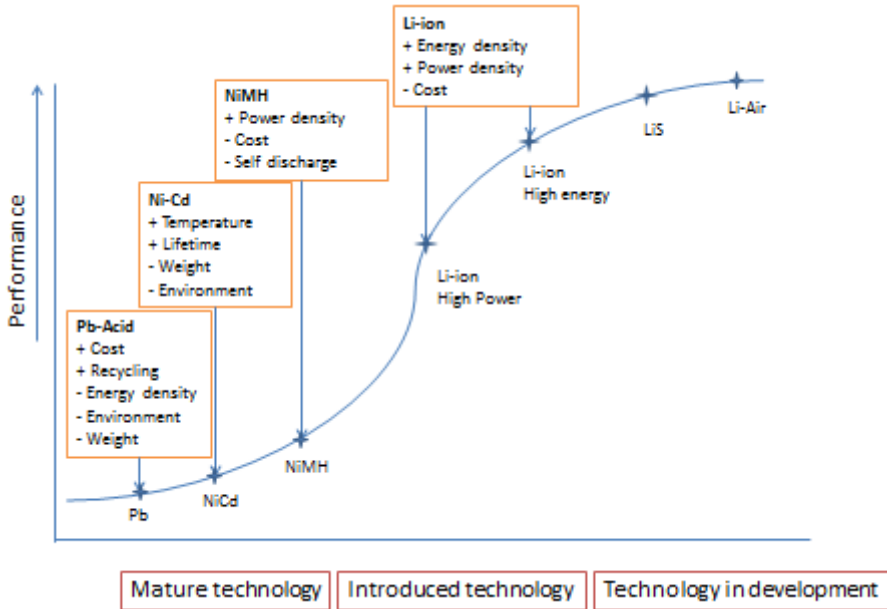 Li-ion
+ Energy density
+ Power density
- Cost
NiMH
+ Power density
- Cost
- Self discharge
Ni-Cd
+ Temperature
+ Lifetime
- Weight
- Environment
Pb-Acid
+ Cost
+ Recycling
- Energy density
- Environment
- Weight
Performance
Pb
NiCd
NiMH
Li-ion
High Power
Li-ion
High energy
LiS
Li-Air
Mature technology
Introduced technology
Technology in development